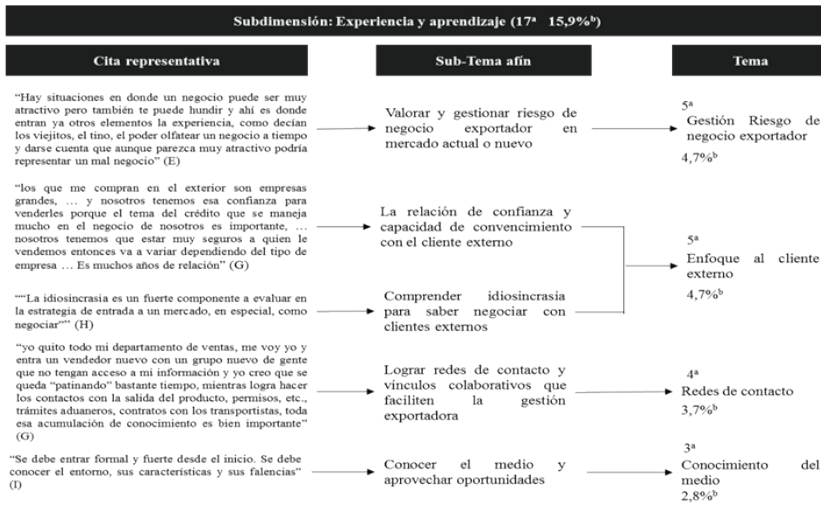 Subdimensión: Experiencia y aprendizaje (17ª 15,9%ᵇ)
Cita representativa
Sub-Tema afín
Tema
“Hay situaciones en donde un negocio puede ser muy
atractivo pero también te puede hundir y ahí es donde
entran ya otros elementos la experiencia, como decían
los viejitos, el tino, el poder olfatear un negocio a tiempo
y darse cuenta que aunque parezca muy atractivo podría
representar un mal negocio” (E)
Valorar y gestionar riesgo de
negocio exportador en
mercado actual o nuevo
5ª
Gestión Riesgo de
negocio exportador
4,7%ᵇ
“los que me compran en el exterior son empresas
grandes, … y nosotros tenemos esa confianza para
venderles porque el tema del crédito que se maneja
mucho en el negocio de nosotros es importante, …
nosotros tenemos que estar muy seguros a quien le
vendemos entonces va a variar dependiendo del tipo de
empresa … Es muchos años de relación” (G)
La relación de confianza y
capacidad de convencimiento
con el cliente externo
5ª
Enfoque al cliente
externo
4,7%ᵇ
““La idiosincrasia es un fuerte componente a evaluar en
la estrategia de entrada a un mercado, en especial, como
negociar”” (H)
Comprender idiosincrasia
para saber negociar con
clientes externos
“yo quito todo mi departamento de ventas, me voy yo y
entra un vendedor nuevo con un grupo nuevo de gente
que no tengan acceso a mi información y yo creo que se
queda “patinando” bastante tiempo, mientras logra hacer
los contactos con la salida del producto, permisos, etc.,
trámites aduaneros, contratos con los transportistas, toda
esa acumulación de conocimiento es bien importante”
(G)
Lograr redes de contacto y
vínculos colaborativos que
faciliten la gestión
exportadora
4ª
Redes de contacto
3,7%ᵇ
“Se debe entrar formal y fuerte desde el inicio. Se debe
conocer el entorno, sus características y sus falencias”
(I)
Conocer el medio y
aprovechar oportunidades
3ª
Conocimiento del
medio
2,8%ᵇ